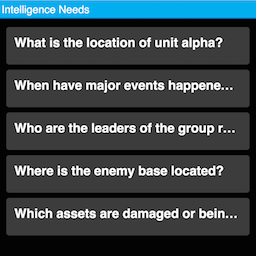 Intelligence Needs
What is the location of unit alpha?
When have major events happene...
Who are the leaders of the group r...
Where is the enemy base located?
Which assets are damaged or bein...